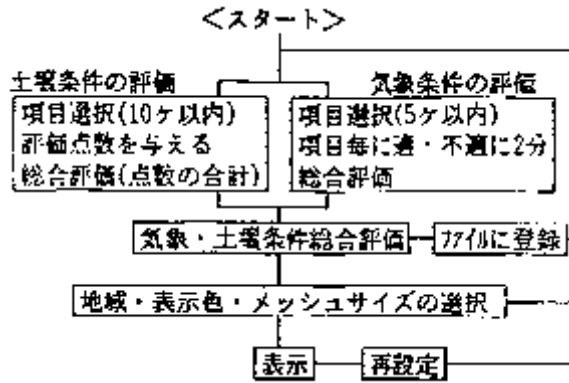 ＜スタート＞
土壌条件の評価
項目選択(10ケ以内)
評価点数を与える
総合評価(点数の合計)
気象条件の評価
項目選択(5ケ以内)
項目毎に適・不適に2分
総合評価
気象・土壌条件総合評価
ファイルに登録
地域・表示色・メッシュサイズの選択
表示
再設定